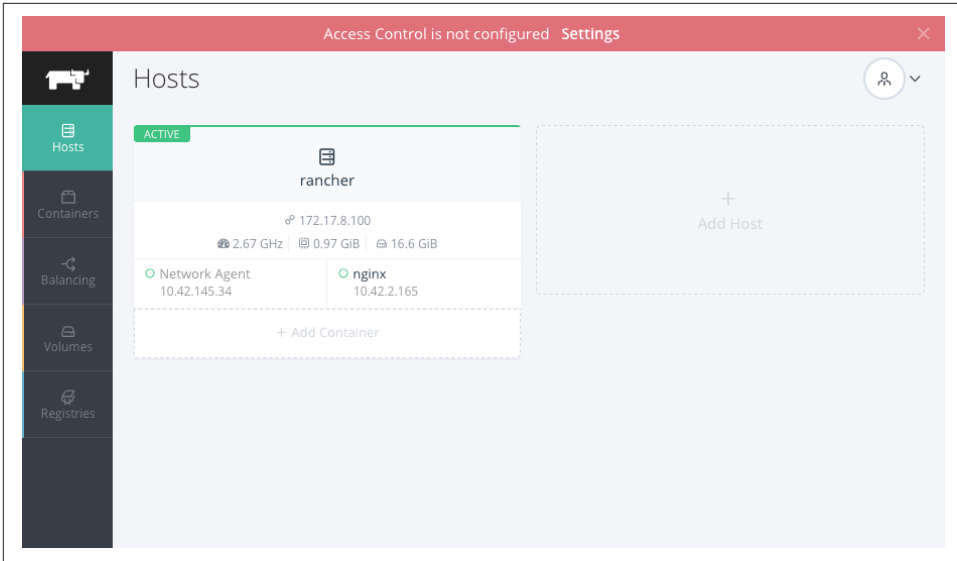 Access Control is not configured Settings
Hosts
Hosts
Containers
Balancing
Volumes
Registries
ACTIVE
rancher
172.17.8.100
2.67 GHz 0.97 GiB 16.6 GiB
Network Agent
10.42.145.34
nginx
10.42.2.165
+ Add Container
+
Add Host